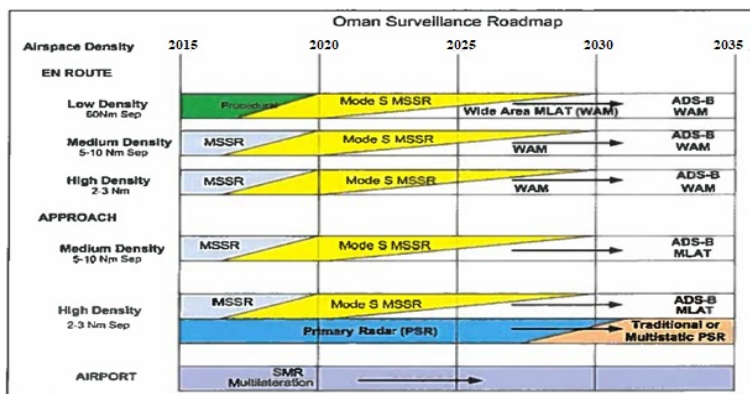 Oman Surveillance Roadmap
Airspace Density
2015 2020 2025 2030 2035
EN ROUTE
Low Density
60Nm Sep
Procedural
Mode S MSSR
Wide Area MLAT (WAM)
ADS-B
WAM
Medium Density
5-10 Nm Sep
MSSR
Mode S MSSR
WAM
ADS-B
WAM
High Density
2-3 Nm
MSSR
Mode S MSSR
WAM
ADS-B
WAM
APPROACH
Medium Density
5-10 Nm Sep
MSSR
Mode S MSSR
ADS-B
MLAT
High Density
2-3 Nm Sep
MSSR
Mode S MSSR
ADS-B
MLAT
Primary Radar (PSR)
Traditional or
Multistatic PSR
AIRPORT
SMR
Multilateration